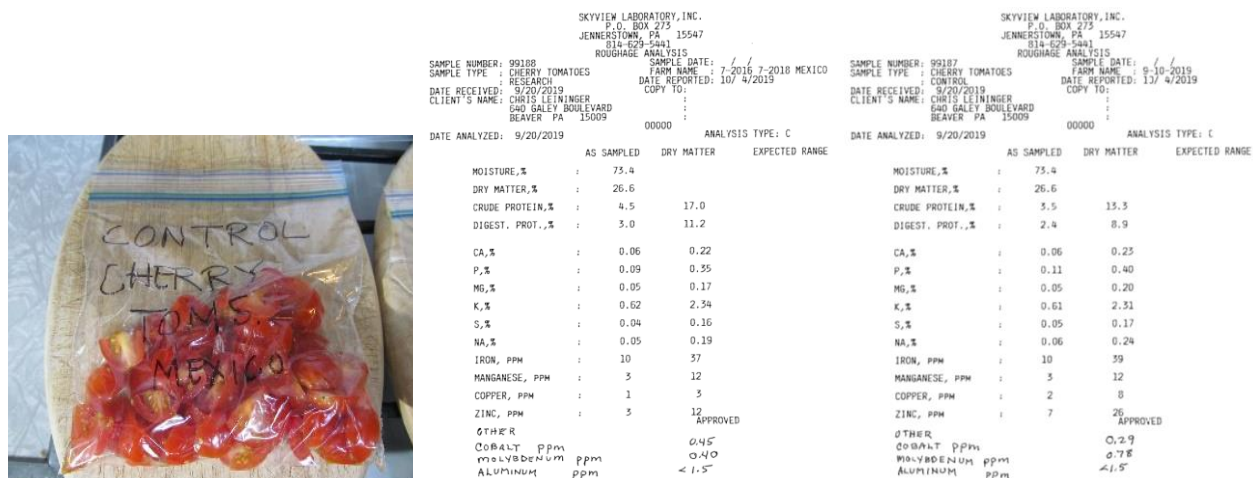 CONTROL
CHERRY
TOMS.
MEXICO
SKYVIEW LABORATORY,INC.
P.O. BOX 273
JENNERSTOWN, PA 15547
814-629-5441
ROUGHAGE ANALYSIS
SAMPLE NUMBER: 99188 SAMPLE DATE: / /
SAMPLE TYPE : CHERRY TOMATOES FARM NAME : 7-2016 7-2018 MEXICO
: RESEARCH DATE REPORTED: 10/ 4/2019
DATE RECEIVED: 9/20/2019 COPY TO:
CLIENT'S NAME: CHRIS LEININGER :
640 GALEY BOULEVARD :
BEAVER PA 15009 :
00000
DATE ANALYZED: 9/20/2019 ANALYSIS TYPE: C
AS SAMPLED DRY MATTER EXPECTED RANGE
MOISTURE,% : 73.4
DRY MATTER,% : 26.6
CRUDE PROTEIN,% : 4.5 17.0
DIGEST. PROT.,% : 3.0 11.2
CA,% : 0.06 0.22
P,% : 0.09 0.35
MG,% : 0.05 0.17
K,% : 0.62 2.34
S,% : 0.04 0.16
NA,% : 0.05 0.19
IRON, PPM : 10 37
MANGANESE, PPM : 3 12
COPPER, PPM : 1 3
ZINC, PPM : 3 12
APPROVED
OTHER
COBALT ppm 0.45
MOLYBDENUM ppm 0.40
ALUMINUM ppm <1.5
SKYVIEW LABORATORY,INC.
P.O. BOX 273
JENNERSTOWN, PA 15547
814-629-5441
ROUGHAGE ANALYSIS
SAMPLE NUMBER: 99187 SAMPLE DATE: / /
SAMPLE TYPE : CHERRY TOMATOES FARM NAME : 9-10-2019
: CONTROL DATE REPORTED: 10/ 4/2019
DATE RECEIVED: 9/20/2019 COPY TO:
CLIENT'S NAME: CHRIS LEININGER :
640 GALEY BOULEVARD :
BEAVER PA 15009 :
00000
DATE ANALYZED: 9/20/2019 ANALYSIS TYPE: C
AS SAMPLED DRY MATTER EXPECTED RANGE
MOISTURE,% : 73.4
DRY MATTER,% : 26.6
CRUDE PROTEIN,% : 3.5 13.3
DIGEST. PROT.,% : 2.4 8.9
CA,% : 0.06 0.23
P,% : 0.11 0.40
MG,% : 0.05 0.20
K,% : 0.61 2.31
S,% : 0.05 0.17
NA,% : 0.06 0.24
IRON, PPM : 10 39
MANGANESE, PPM : 3 12
COPPER, PPM : 2 8
ZINC, PPM : 7 26
APPROVED
OTHER
COBALT ppm 0.29
MOLYBDENUM ppm 0.78
ALUMINUM ppm <1.5